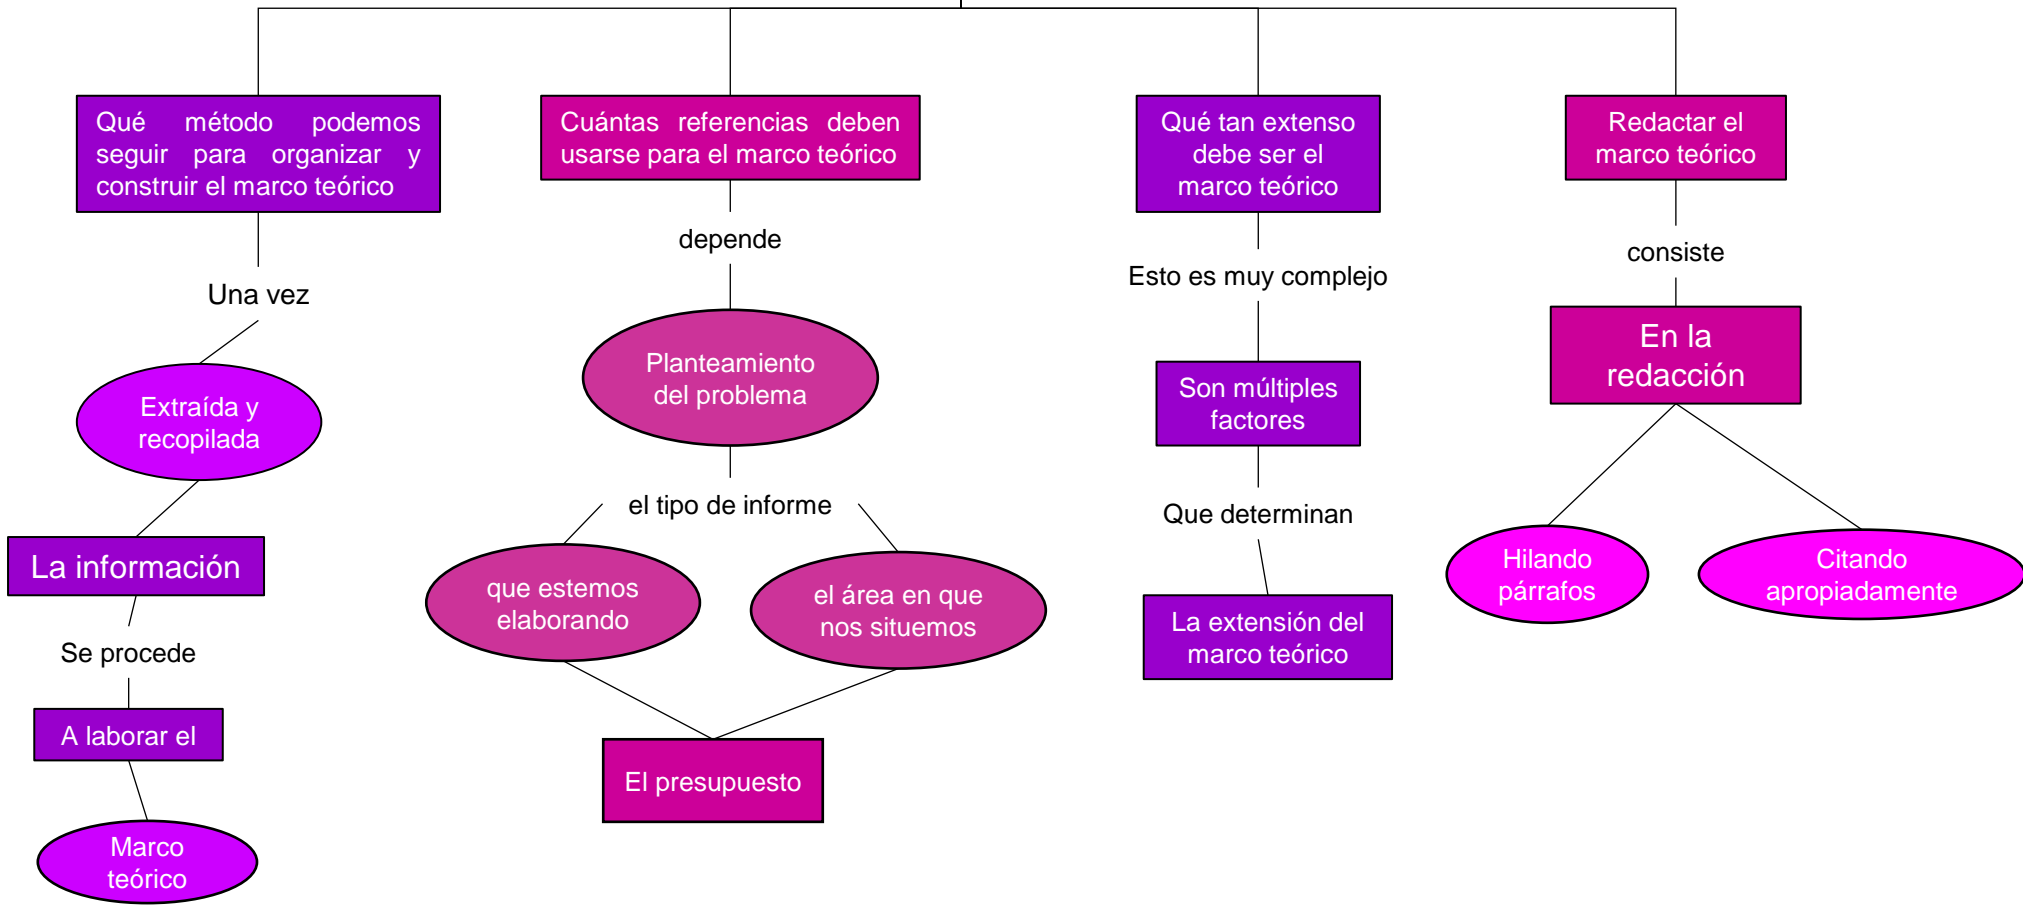 Qué método podemos
seguir para organizar y
construir el marco teórico
Una vez
Extraída y
recopilada
La información
Se procede
A laborar el
Marco
teórico
Cuántas referencias deben
usarse para el marco teórico
depende
Planteamiento
del problema
el tipo de informe
que estemos
elaborando
el área en que
nos situemos
El presupuesto
Qué tan extenso
debe ser el
marco teórico
Esto es muy complejo
Son múltiples
factores
Que determinan
La extensión del
marco teórico
Redactar el
marco teórico
consiste
En la
redacción
Hilando
párrafos
Citando
apropiadamente